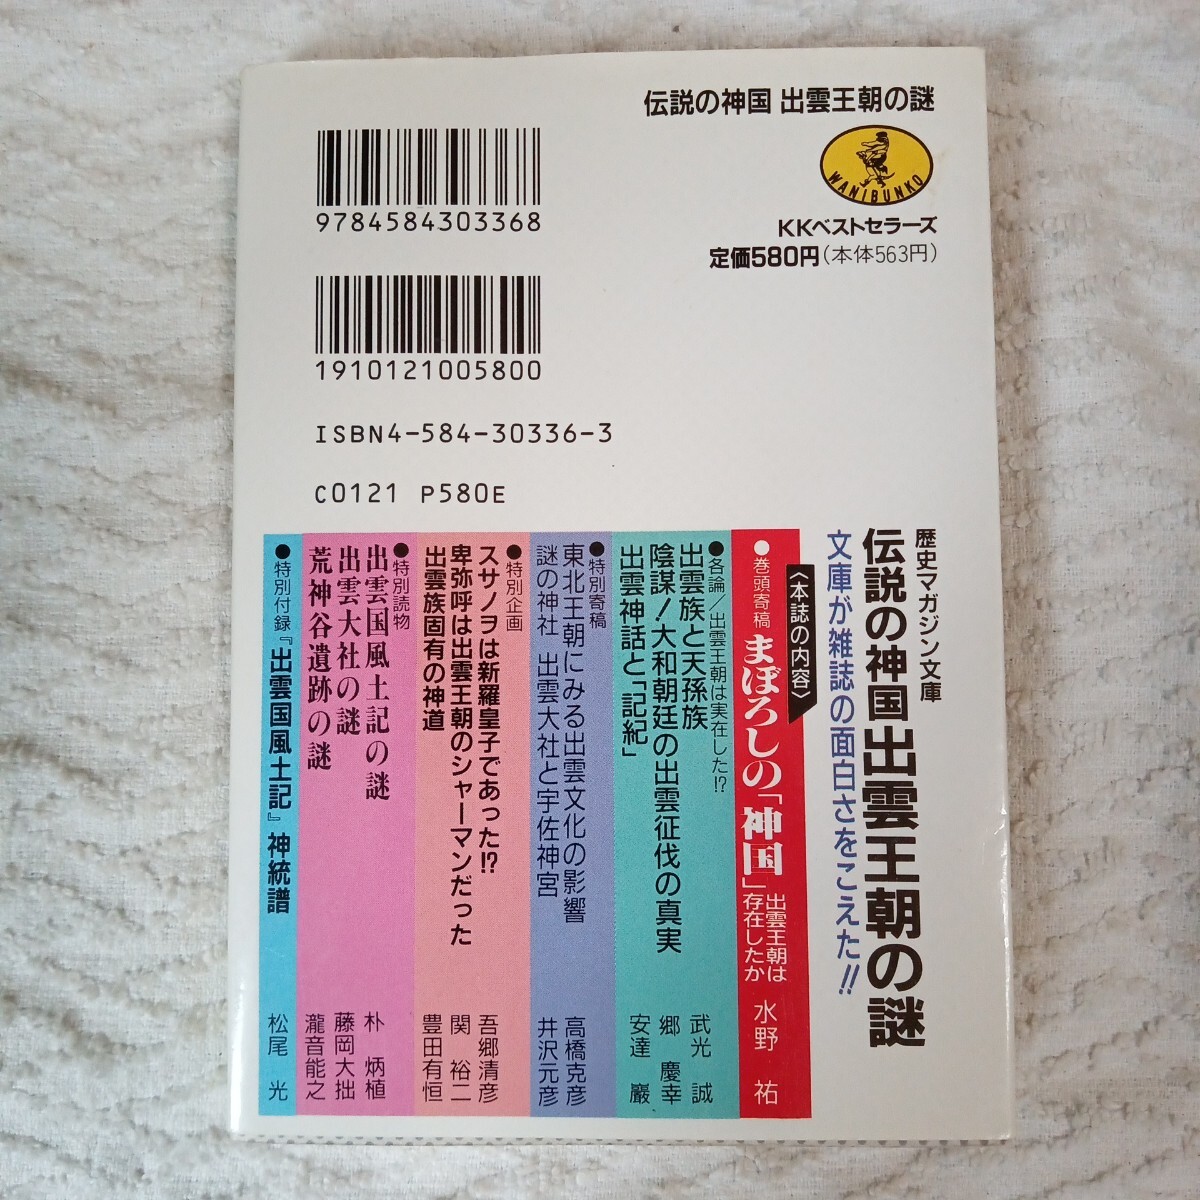 伝説の神国 出雲王朝の謎
WANIBUNKO
KKベストセラーズ
定価580円(本体563円)
9784584303368
1910121005800
ISBN4-584-30336-3
C0121 P580E
歴史マガジン文庫
伝説の神国出雲王朝の謎
文庫が雑誌の面白さをこえた!!
〈本誌の内容〉
●巻頭寄稿 まぼろしの「神国」 出雲王朝は存在したか 水野 祐
●各論/出雲王朝は実在した!?
出雲族と天孫族 武光 誠
陰謀!大和朝廷の出雲征伐の真実 郷 慶幸
出雲神話と「記紀」 安達 巖
●特別寄稿
東北王朝にみる出雲文化の影響 高橋克彦
謎の神社 出雲大社と宇佐神宮 井沢元彦
●特別企画
スサノヲは新羅皇子であった!? 吾郷清彦
卑弥呼は出雲王朝のシャーマンだった 関 裕二
出雲族固有の神道 豊田有恒
●特別読物
出雲国風土記の謎 朴 炳植
出雲大社の謎 藤岡大拙
荒神谷遺跡の謎 瀧音能之
●特別付録『出雲国風土記』神統譜 松尾 光